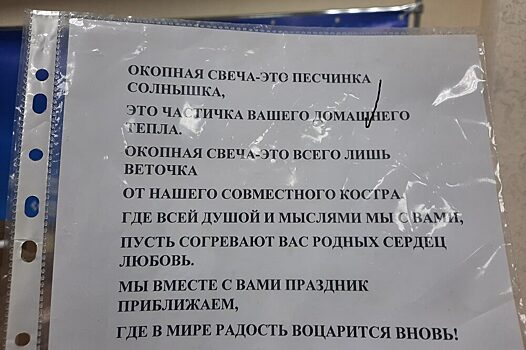 ОКОПНАЯ СВЕЧА-ЭТО ПЕСЧИНКА
СОЛНЫШКА,
ЭТО ЧАСТИЧКА ВАШЕГО ДОМАШНЕГО
ТЕПЛА.
ОКОПНАЯ СВЕЧА-ЭТО ВСЕГО ЛИШЬ
ВЕТОЧКА
ОТ НАШЕГО СОВМЕСТНОГО КОСТРА
ГДЕ ВСЕЙ ДУШОЙ И МЫСЛЯМИ МЫ С ВАМИ,
ПУСТЬ СОГРЕВАЮТ ВАС РОДНЫХ СЕРДЕЦ
ЛЮБОВЬ.
МЫ ВМЕСТЕ С ВАМИ ПРАЗДНИК
ПРИБЛИЖАЕМ,
ГДЕ В МИРЕ РАДОСТЬ ВОЦАРИТСЯ ВНОВЬ!